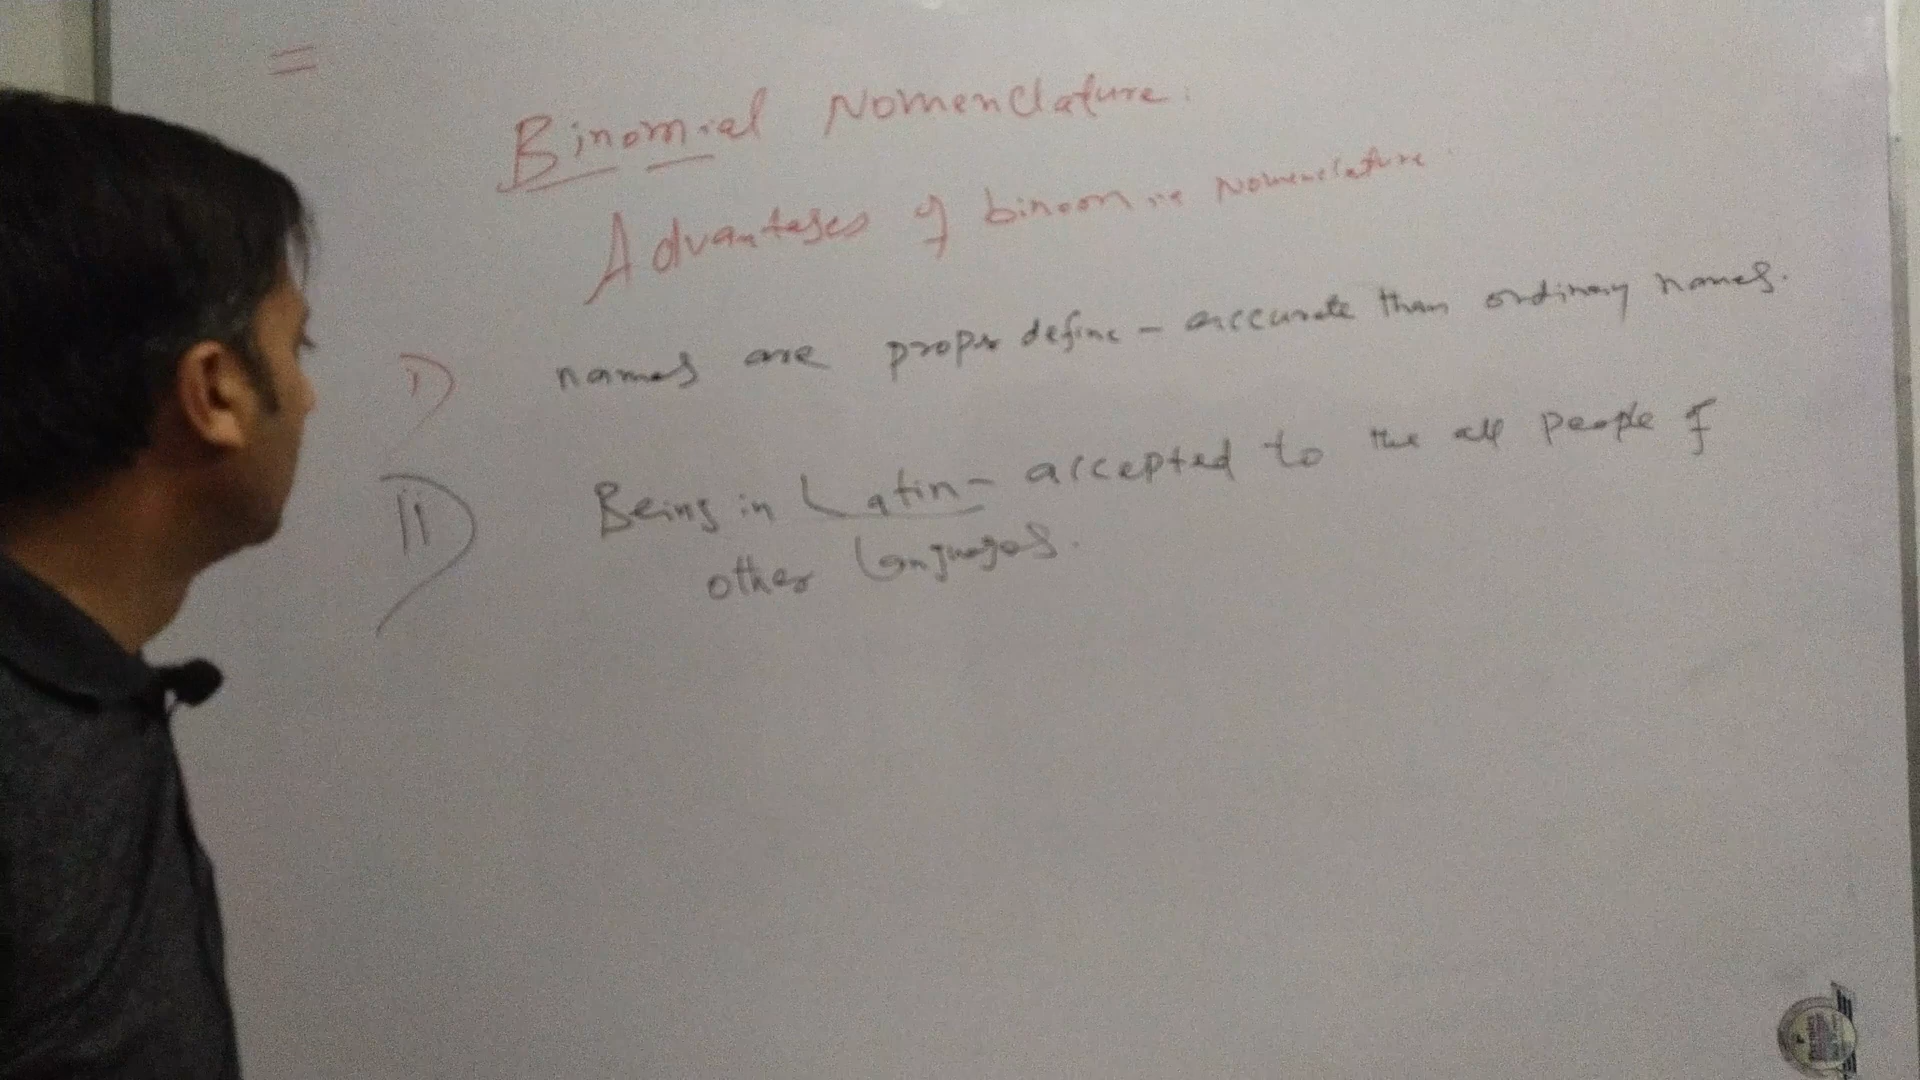 =
Binomial Nomenclature.
Advantages of binom Nomenclature
I) names are proper define - accurate than ordinary names.
II) Being in Latin - accepted to the all people of
other languages.